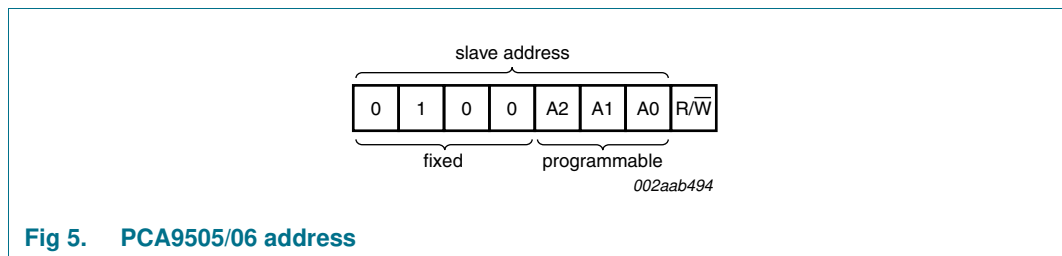 slave address
0 1 0 0 A2 A1 A0 R/W̅
fixed programmable
002aab494
Fig 5. PCA9505/06 address